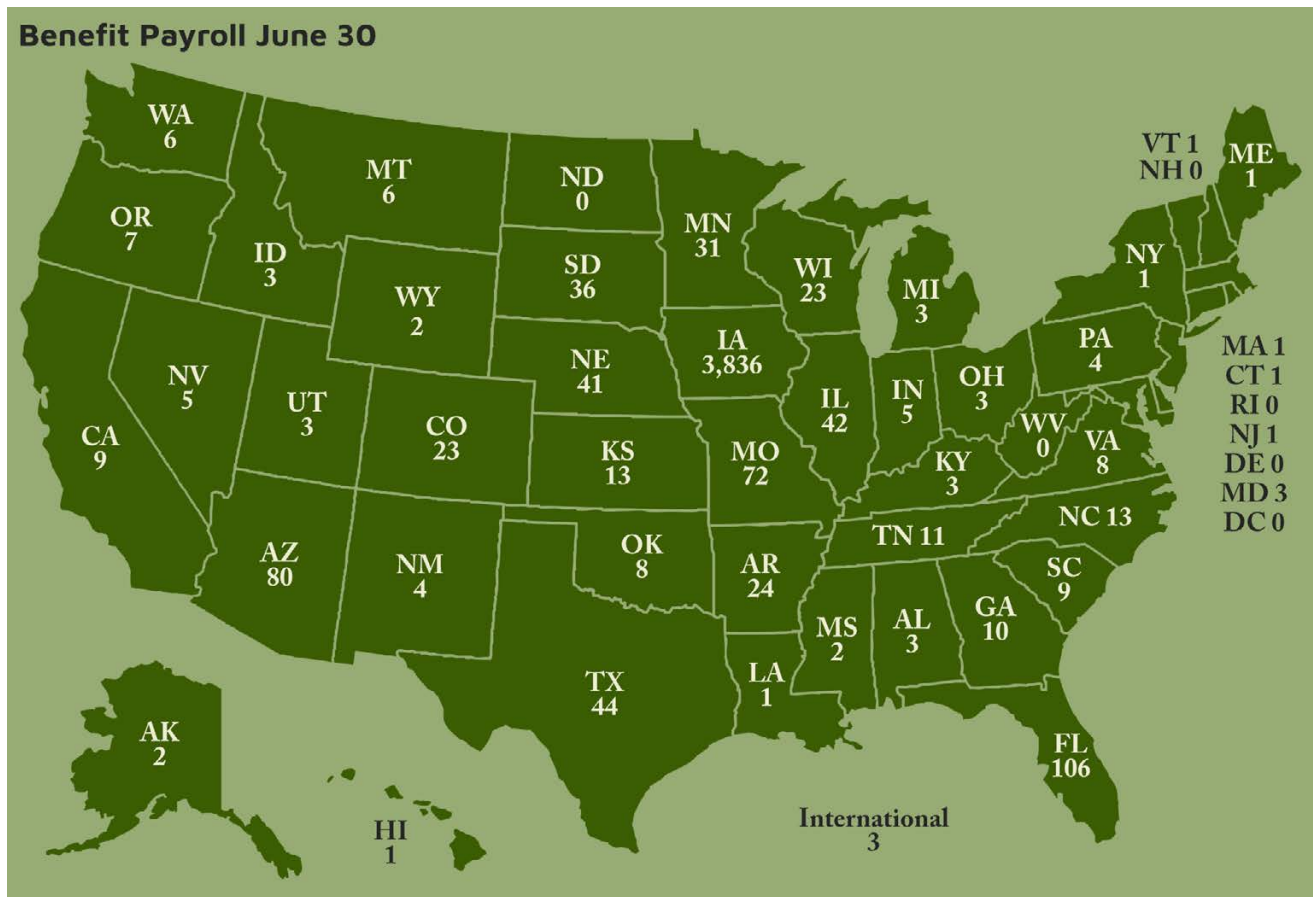 Benefit Payroll June 30
WA
6
MT
6
ND
0
MN
31
VT 1
NH 0
ME
1
OR
7
ID
3
WY
2
SD
36
WI
23
MI
3
NY
1
NV
5
UT
3
CO
23
NE
41
IA
3,836
IL
42
IN
5
OH
3
PA
4
WV
0
VA
8
MA 1
CT 1
RI 0
NJ 1
DE 0
MD 3
DC 0
CA
9
KS
13
MO
72
KY
3
AZ
80
NM
4
OK
8
AR
24
TN 11
NC 13
SC
9
TX
44
LA
1
MS
2
AL
3
GA
10
FL
106
AK
2
HI
1
International
3